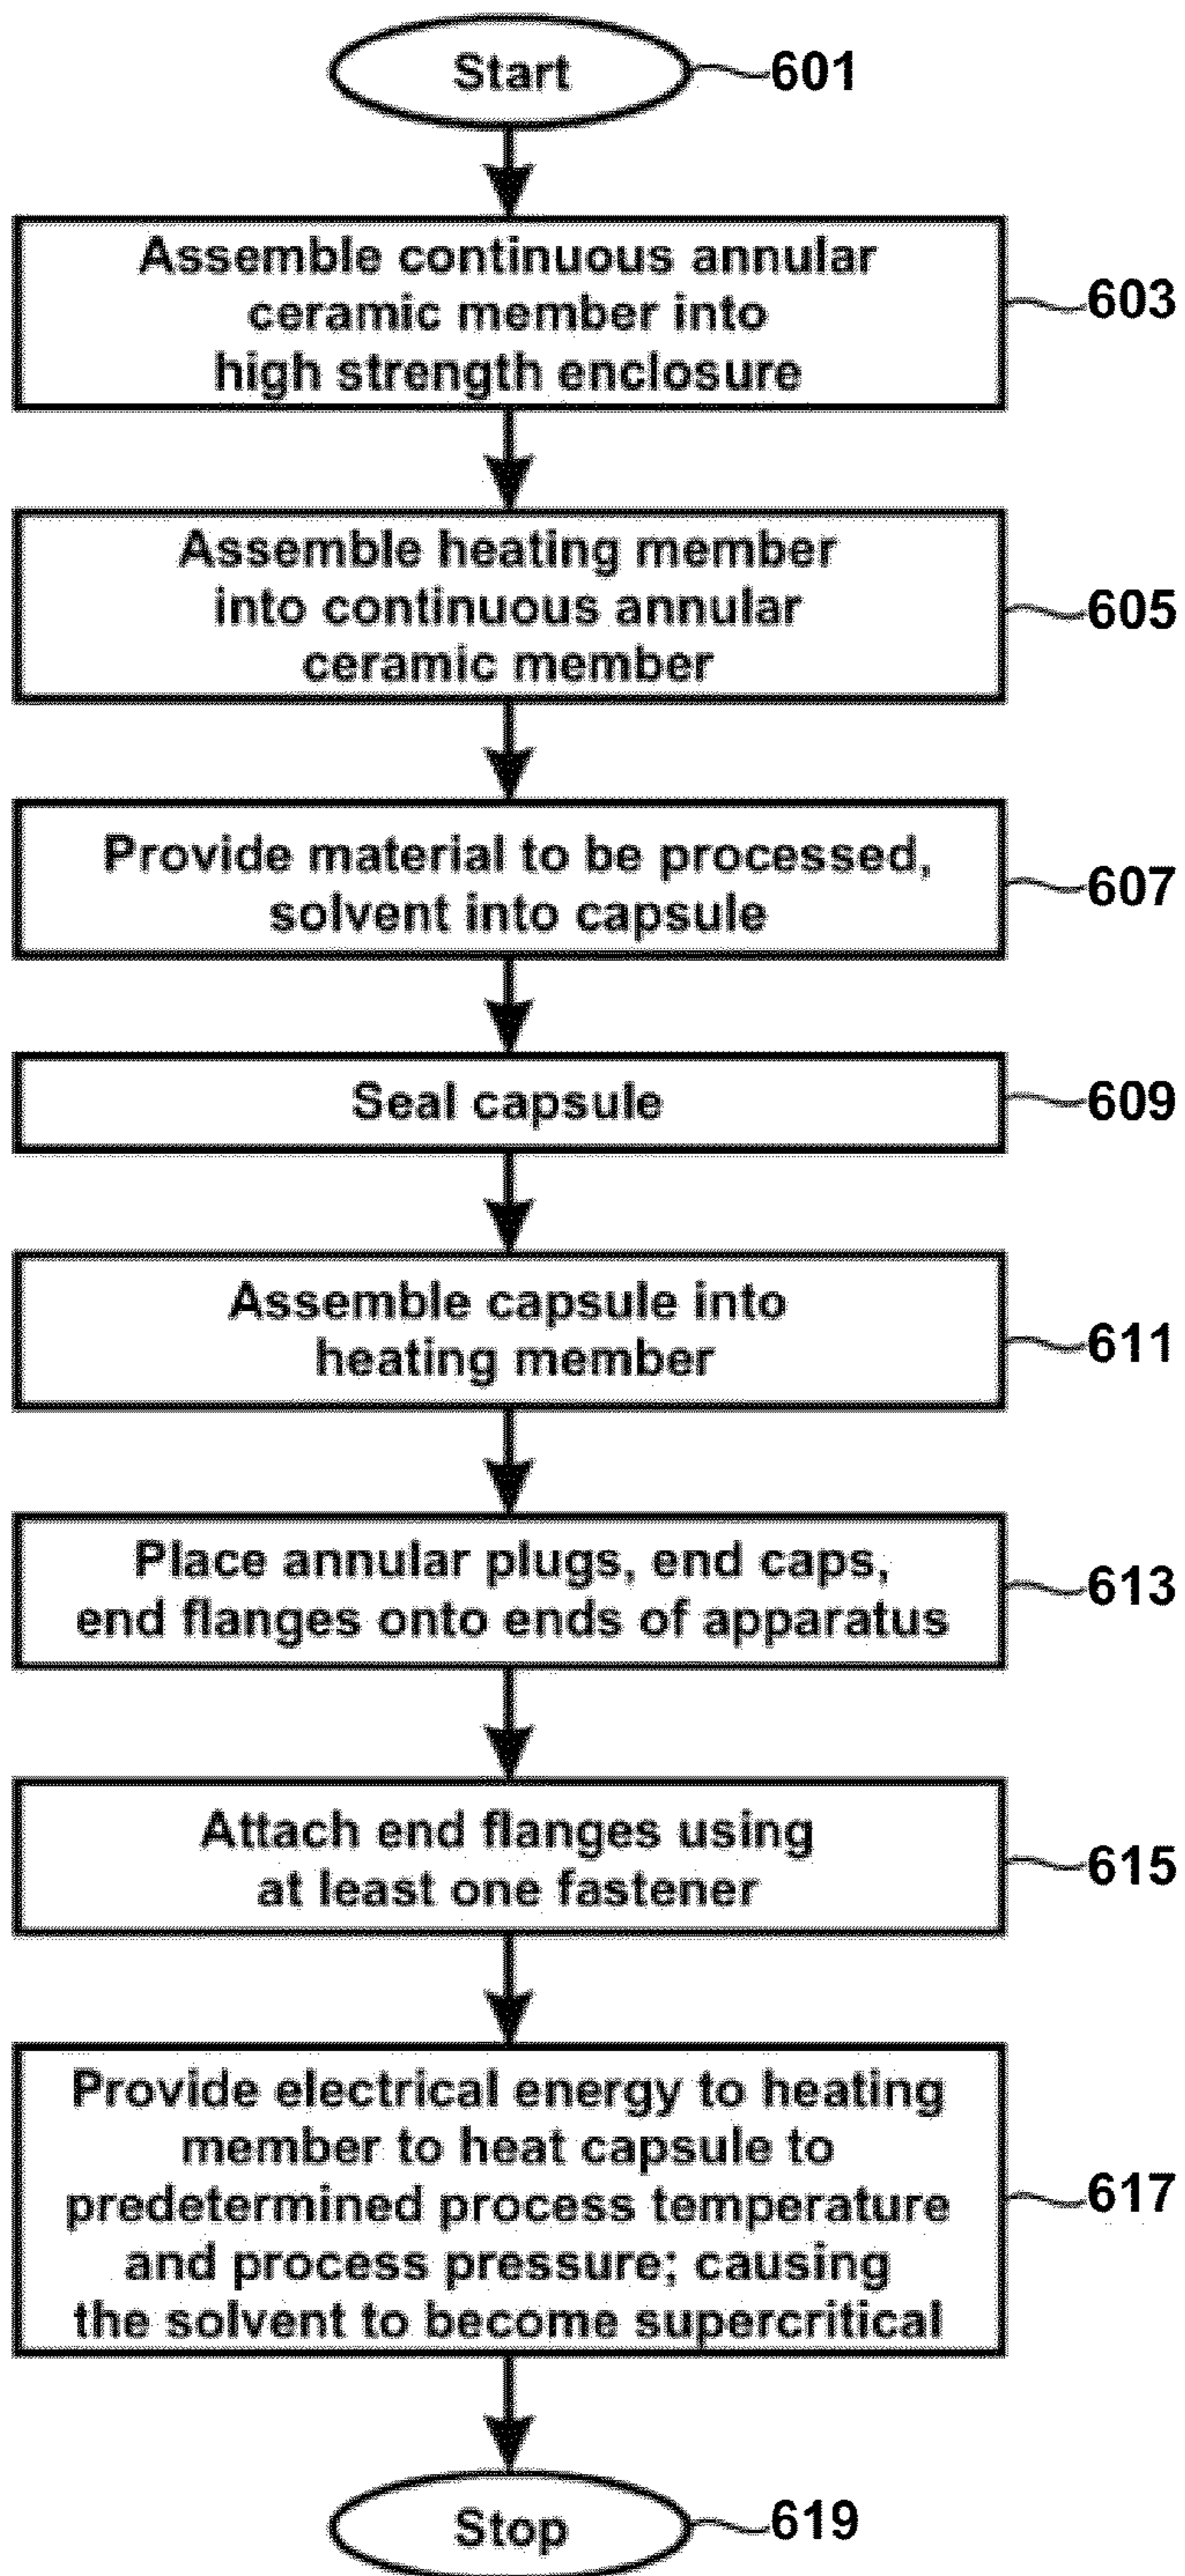 Start
601
Assemble continuous annular
ceramic member into
high strength enclosure
603
Assemble heating member
into continuous annular
ceramic member
605
Provide material to be processed,
solvent into capsule
607
Seal capsule
609
Assemble capsule into
heating member
611
Place annular plugs, end caps,
end flanges onto ends of apparatus
613
Attach end flanges using
at least one fastener
615
Provide electrical energy to heating
member to heat capsule to
predetermined process temperature
and process pressure; causing
the solvent to become supercritical
617
Stop
619